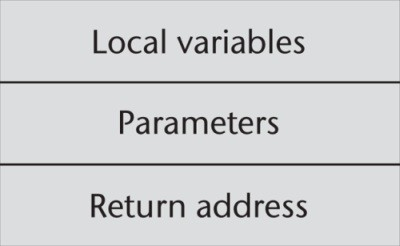 Local variables
Parameters
Return address